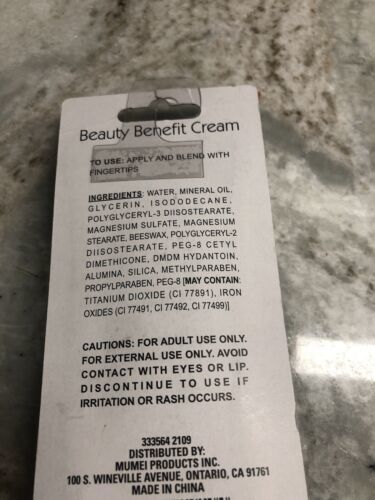 Beauty Benefit Cream
TO USE: APPLY AND BLEND WITH
FINGERTIPS
INGREDIENTS: WATER, MINERAL OIL,
GLYCERIN, ISODODECANE,
POLYGLYCERYL-3 DIISOSTEARATE,
MAGNESIUM SULFATE, MAGNESIUM
STEARATE, BEESWAX, POLYGLYCERYL-2
DIISOSTEARATE, PEG-8 CETYL
DIMETHICONE, DMDM HYDANTOIN,
ALUMINA, SILICA, METHYLPARABEN,
PROPYLPARABEN, PEG-8 [MAY CONTAIN:
TITANIUM DIOXIDE (CI 77891), IRON
OXIDES (CI 77491, CI 77492, CI 77499)]
CAUTIONS: FOR ADULT USE ONLY.
FOR EXTERNAL USE ONLY. AVOID
CONTACT WITH EYES OR LIP.
DISCONTINUE TO USE IF
IRRITATION OR RASH OCCURS.
333564 2109
DISTRIBUTED BY:
MUMEI PRODUCTS INC.
100 S. WINEVILLE AVENUE, ONTARIO, CA 91761
MADE IN CHINA